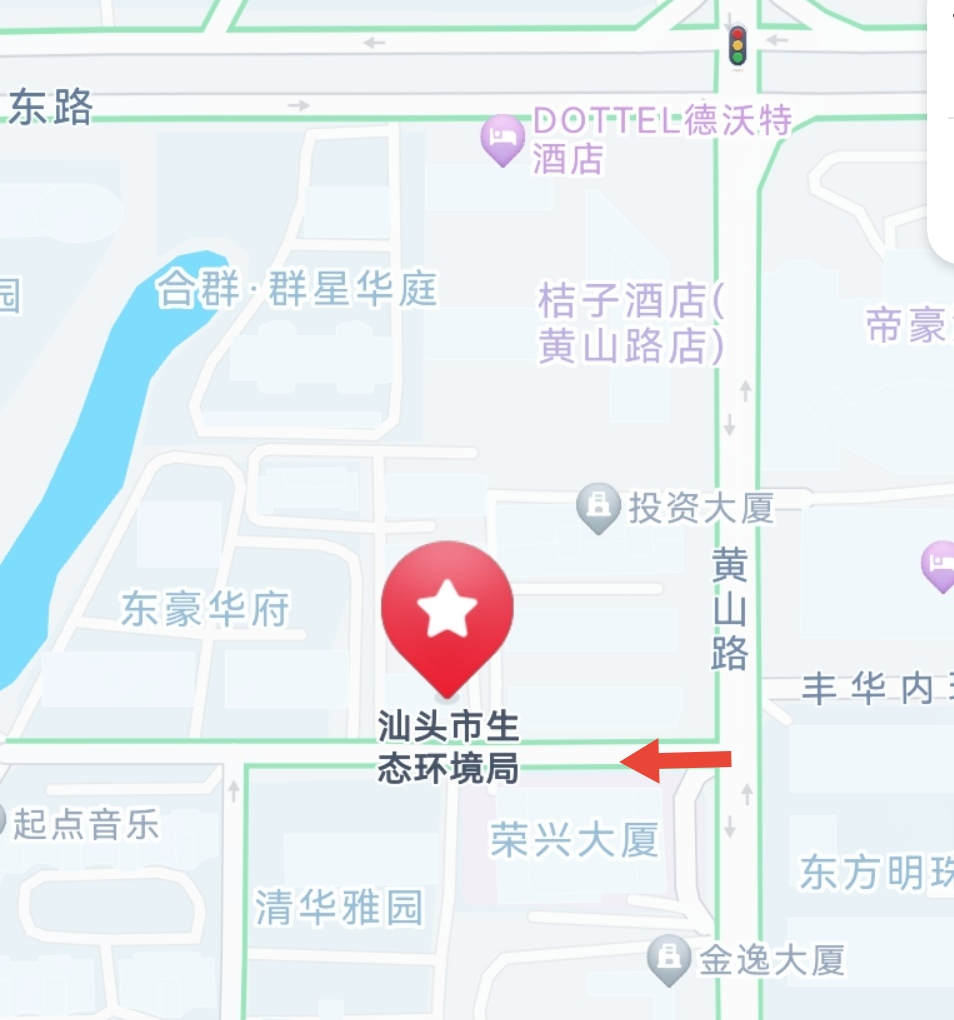 东路
DOTTEL德沃特
酒店
合群·群星华庭
园
桔子酒店(
黄山路店)
帝豪
投资大厦
黄山路
东豪华府
丰华内
汕头市生
态环境局
起点音乐
荣兴大厦
东方明珠
清华雅园
金逸大厦